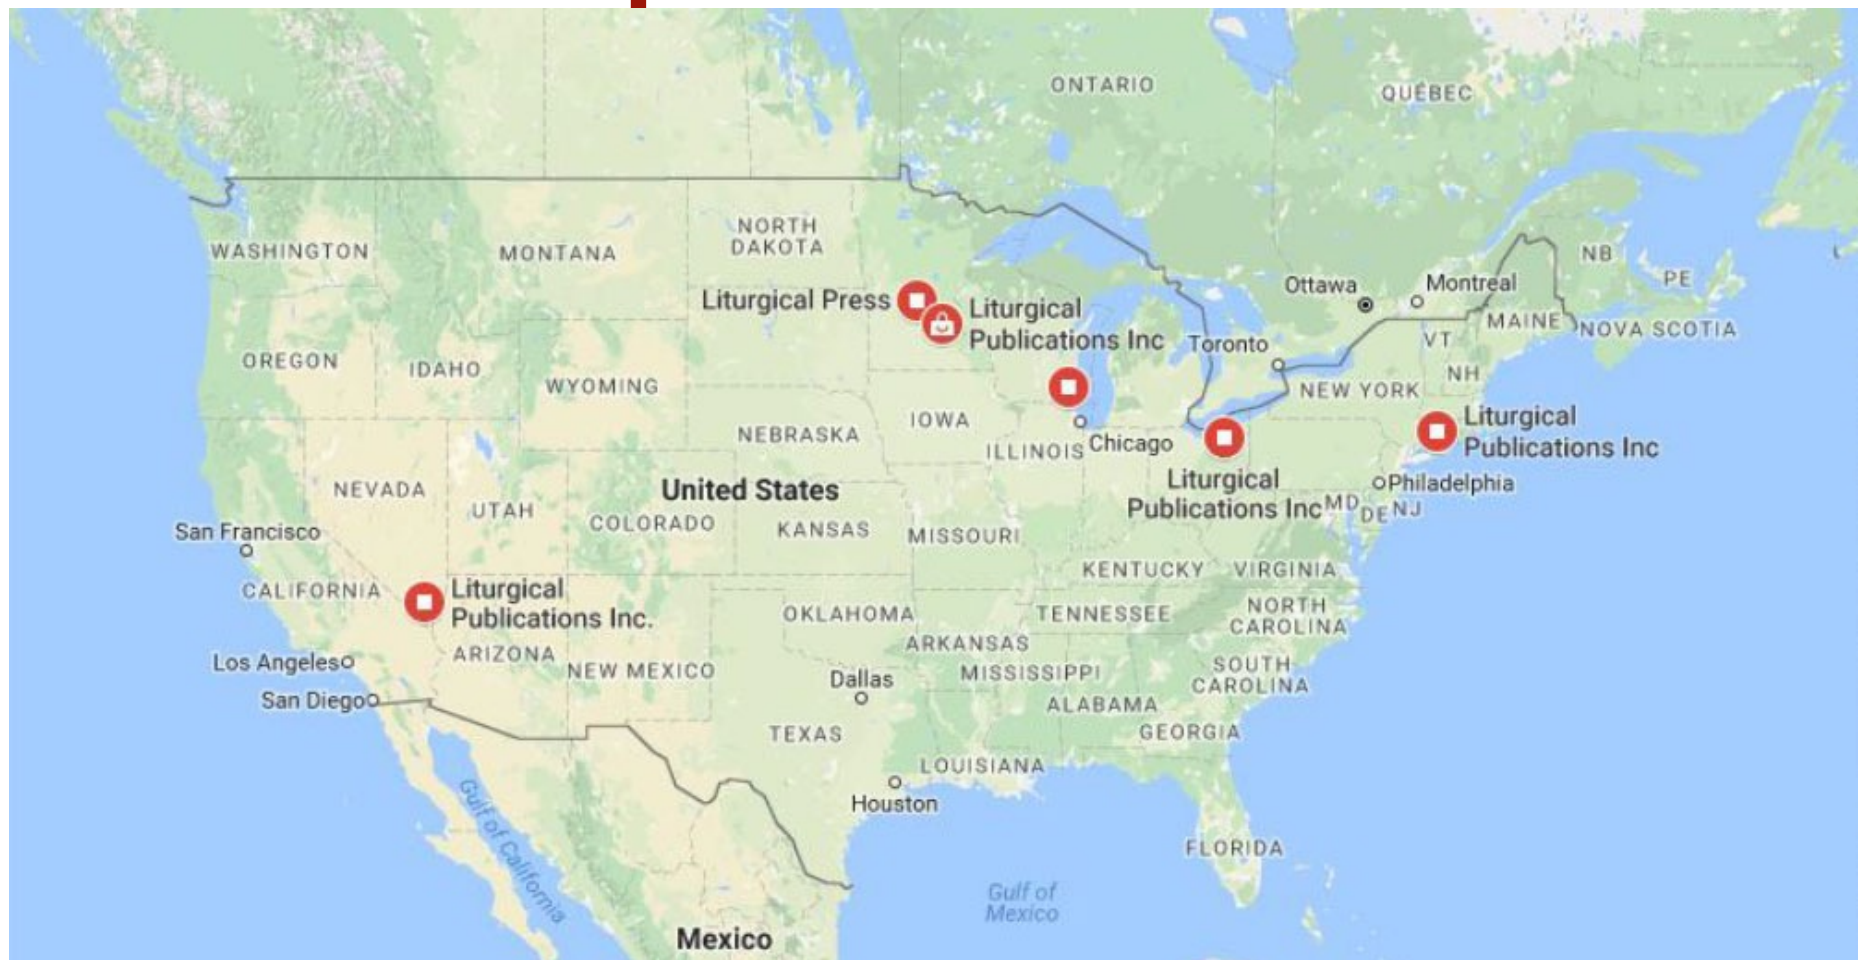 ONTARIO
QUÉBEC
WASHINGTON
MONTANA
NORTH
DAKOTA
NB
PE
Ottawa
Montreal
Liturgical Press
Liturgical
Publications Inc
MAINE
NOVA SCOTIA
VT
Toronto
OREGON
IDAHO
WYOMING
NH
NEW YORK
IOWA
NEBRASKA
ILLINOIS
Chicago
Liturgical
Publications Inc
United States
NEVADA
UTAH
COLORADO
KANSAS
MISSOURI
Liturgical
Publications Inc
Philadelphia
MD
DE
NJ
San Francisco
CALIFORNIA
Liturgical
Publications Inc.
KENTUCKY
VIRGINIA
OKLAHOMA
TENNESSEE
NORTH
CAROLINA
ARKANSAS
Los Angeles
ARIZONA
NEW MEXICO
Dallas
MISSISSIPPI
SOUTH
CAROLINA
San Diego
ALABAMA
TEXAS
GEORGIA
LOUISIANA
Houston
Gulf of California
FLORIDA
Gulf of
Mexico
Mexico